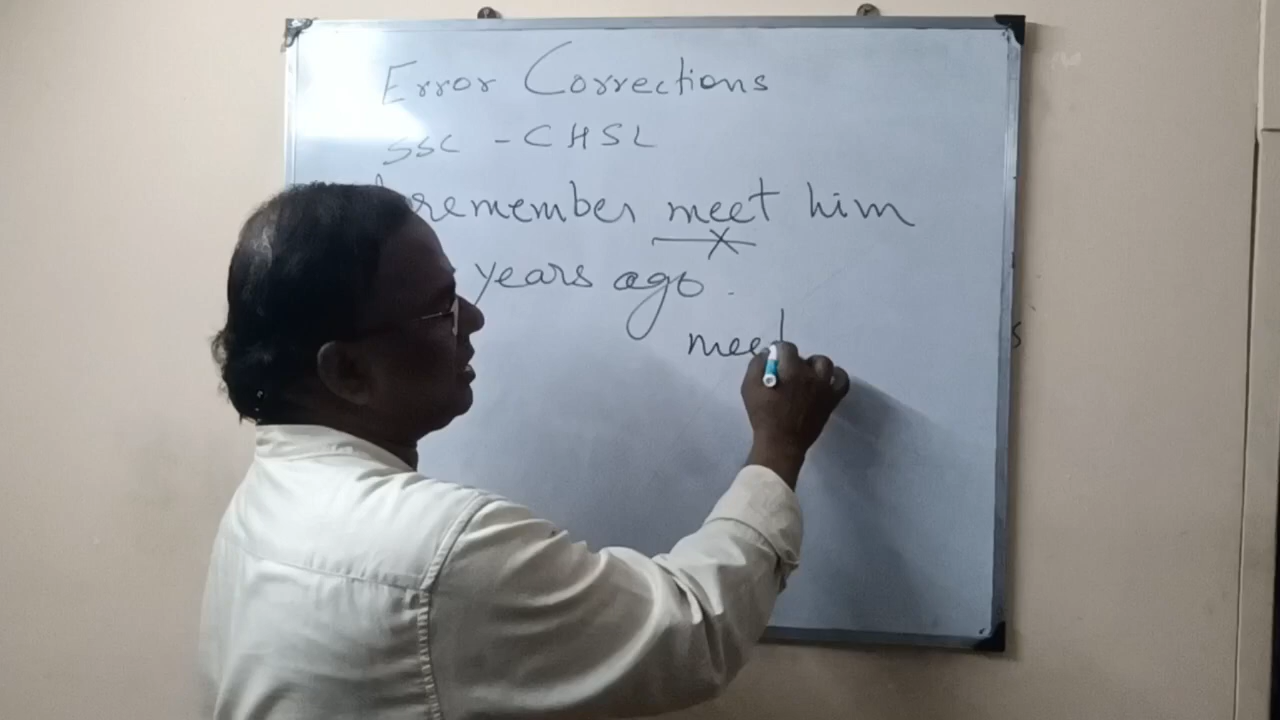 Error Corrections
SSC - CHSL
remember meet him
years ago.
meet